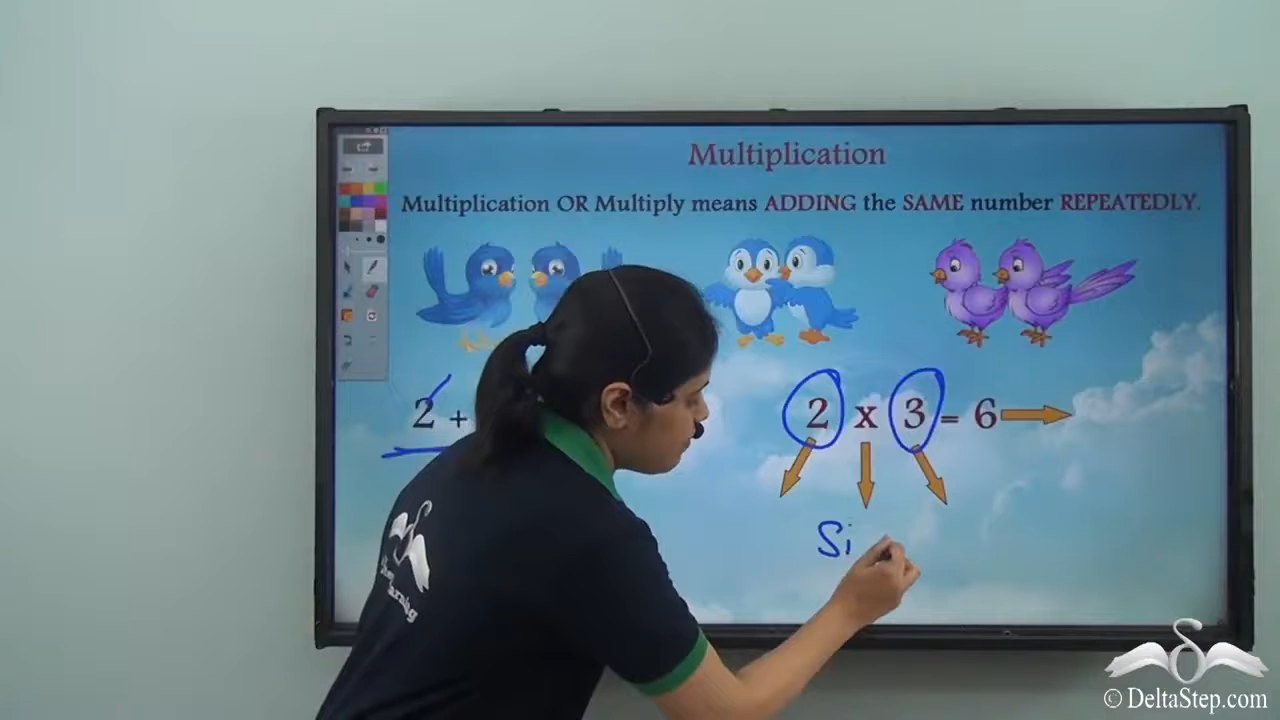 Multiplication
Multiplication OR Multiply means ADDING the SAME number REPEATEDLY.
2 +
2 x 3 = 6
Si
© DeltaStep.com